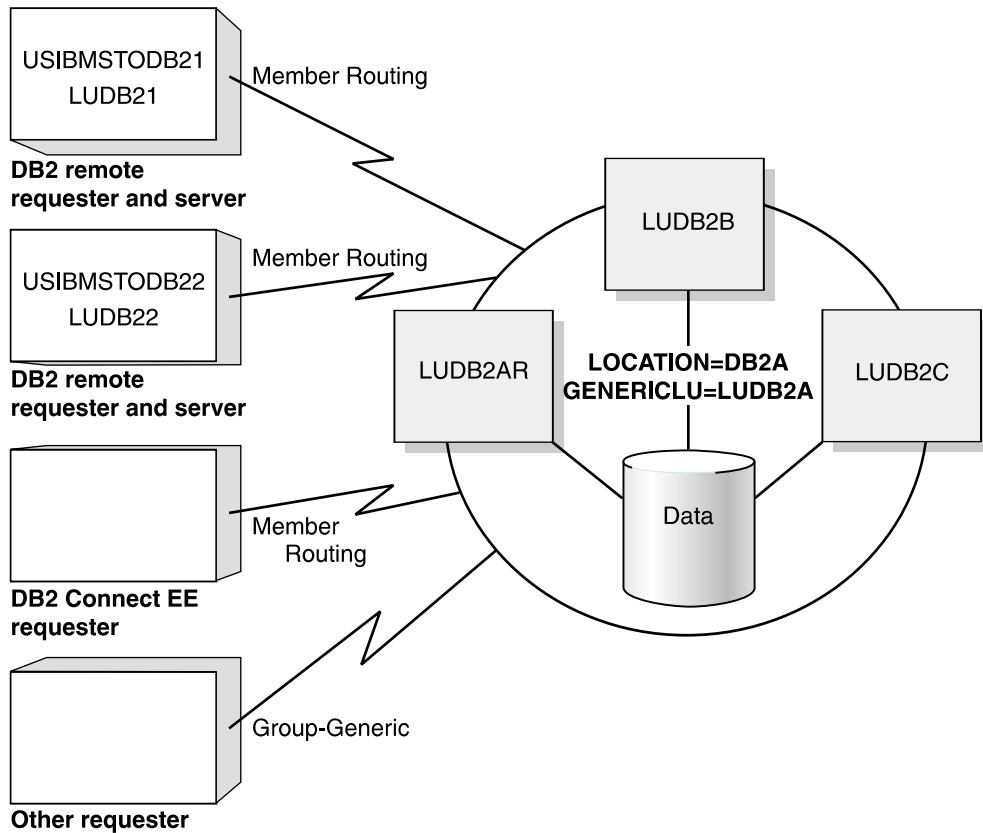 USIBMSTODB21
LUDB21
Member Routing
DB2 remote
requester and server
USIBMSTODB22
LUDB22
Member Routing
DB2 remote
requester and server
Member
Routing
DB2 Connect EE
requester
Group-Generic
Other requester
LUDB2B
LUDB2AR
LOCATION=DB2A
GENERICLU=LUDB2A
LUDB2C
Data